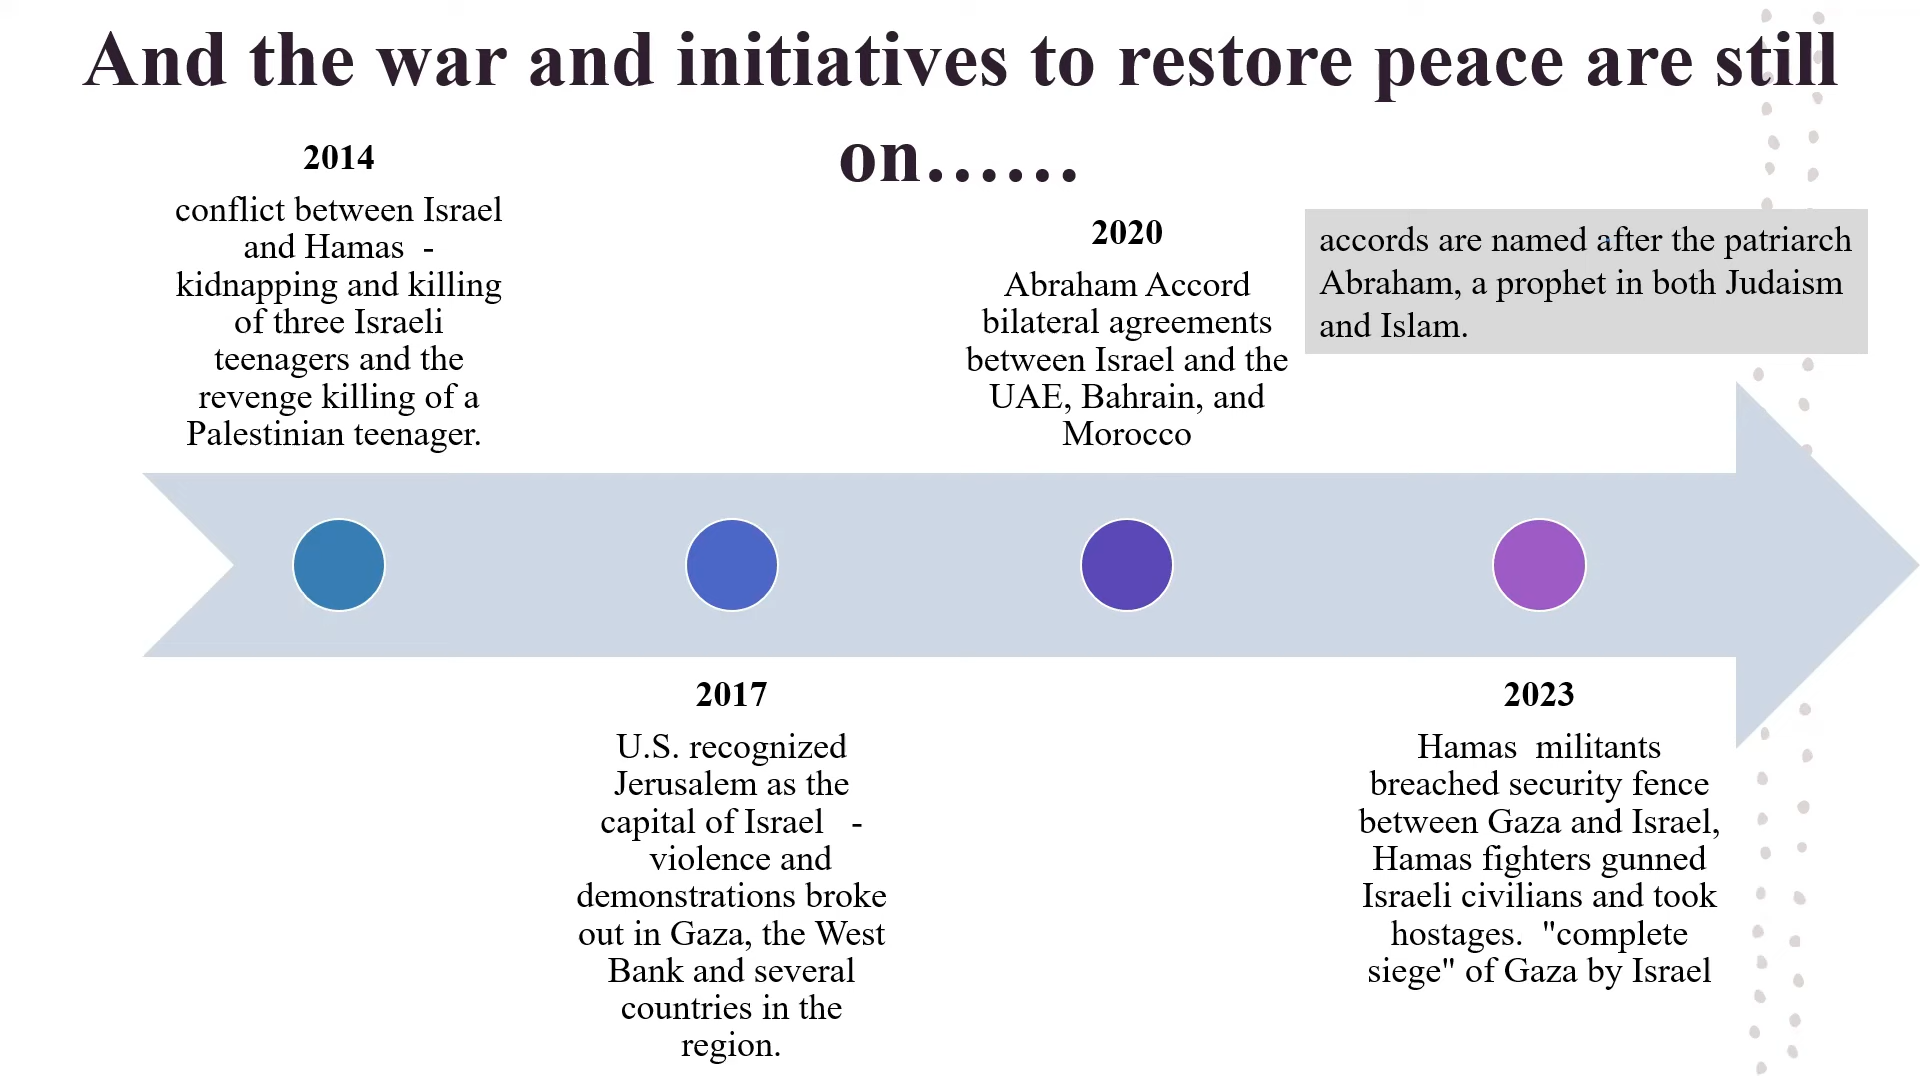 And the war and initiatives to restore peace are still
on......
2014
conflict between Israel
and Hamas  -
kidnapping and killing
of three Israeli
teenagers and the
revenge killing of a
Palestinian teenager.
2020
Abraham Accord
bilateral agreements
between Israel and the
UAE, Bahrain, and
Morocco
accords are named after the patriarch
Abraham, a prophet in both Judaism
and Islam.
2017
U.S. recognized
Jerusalem as the
capital of Israel   -
violence and
demonstrations broke
out in Gaza, the West
Bank and several
countries in the
region.
2023
Hamas  militants
breached security fence
between Gaza and Israel,
Hamas fighters gunned
Israeli civilians and took
hostages.  "complete
siege" of Gaza by Israel